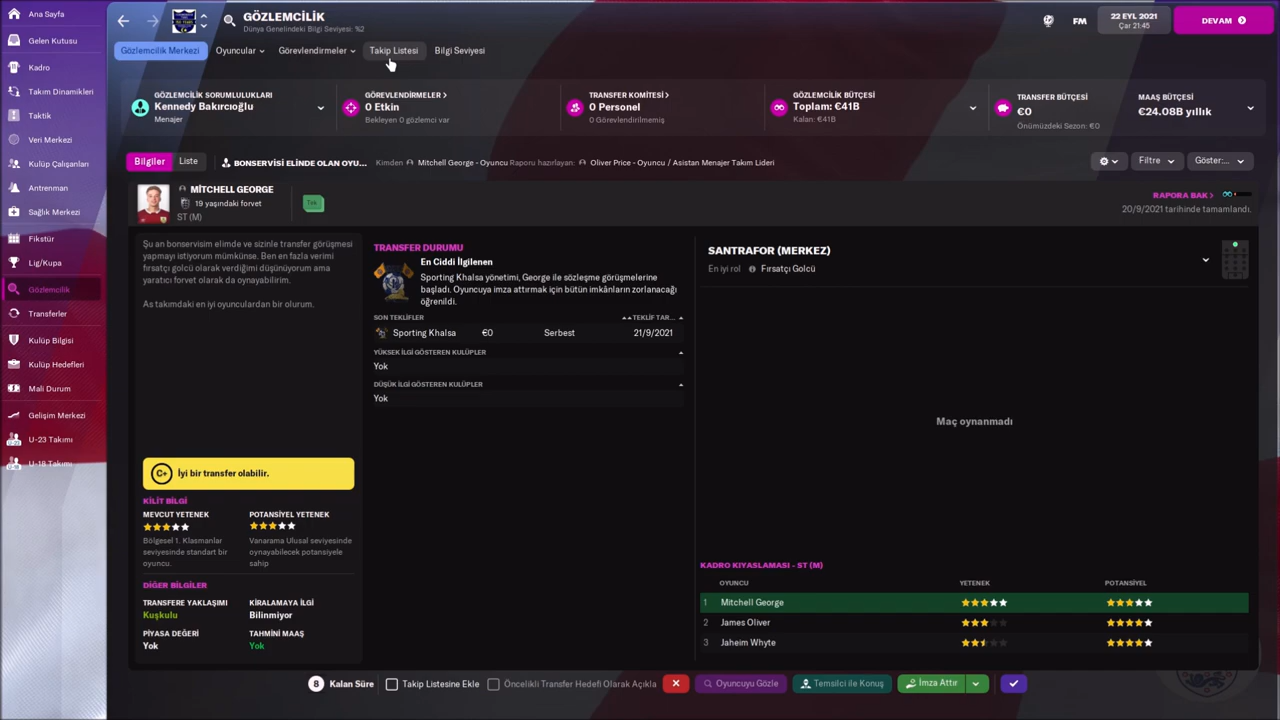 Ana Sayfa
Gelen Kutusu
Kadro
Takım Dinamikleri
Taktik
Veri Merkezi
Kulüp Çalışanları
Antrenman
Sağlık Merkezi
Fikstür
Lig/Kupa
Gözlemcilik
Transferler
Kulüp Bilgisi
Kulüp Hedefleri
Mali Durum
Gelişim Merkezi
U-23 Takımı
U-18 Takımı
GÖZLEMCİLİK
Dünya Genelindeki Bilgi Seviyesi: %2
FM
22 EYL 2021
Çar 21:45
DEVAM
Gözlemcilik Merkezi
Oyuncular
Görevlendirmeler
Takip Listesi
Bilgi Seviyesi
GÖZLEMCİLİK SORUMLULUKLARI
Kennedy Bakırcıoğlu
Menajer
GÖREVLENDİRMELER >
0 Etkin
Bekleyen 0 gözlemci var
TRANSFER KOMİTESİ >
0 Personel
0 Görevlendirilmemiş
GÖZLEMCİLİK BÜTÇESİ
Toplam: €41B
Kalan: €41B
TRANSFER BÜTÇESİ
€0
Önümüzdeki Sezon: €0
MAAŞ BÜTÇESİ
€24.08B yıllık
Bilgiler
Liste
BONSERVİSİ ELİNDE OLAN OYU...
Kimden Mitchell George - Oyuncu Raporu hazırlayan: Oliver Price - Oyuncu / Asistan Menajer Takım Lideri
Filtre
Göster:...
MİTCHELL GEORGE
19 yaşındaki forvet
ST (M)
Tek
RAPORA BAK >
20/9/2021 tarihinde tamamlandı.
Şu an bonservisim elimde ve sizinle transfer görüşmesi
yapmayı istiyorum mümkünse. Ben en fazla verimi
fırsatçı golcü olarak verdiğimi düşünüyorum ama
yaratıcı forvet olarak da oynayabilirim.
As takımdaki en iyi oyunculardan bir olurum.
C+
İyi bir transfer olabilir.
KİLİT BİLGİ
MEVCUT YETENEK
POTANSİYEL YETENEK
Bölgesel 1. Klasmanlar
seviyesinde standart bir
oyuncu.
Vanarama Ulusal seviyesinde
oynayabilecek potansiyele
sahip
DİĞER BİLGİLER
TRANSFERE YAKLAŞIMI
Kuşkulu
KİRALAMAYA İLGİ
Bilinmiyor
PİYASA DEĞERİ
Yok
TAHMİNİ MAAŞ
Yok
TRANSFER DURUMU
En Ciddi İlgilenen
Sporting Khalsa yönetimi, George ile sözleşme görüşmelerine
başladı. Oyuncuya imza attırmak için bütün imkânların zorlanacağı
öğrenildi.
SON TEKLİFLER
TEKLİF TAR...
Sporting Khalsa €0 Serbest 21/9/2021
YÜKSEK İLGİ GÖSTEREN KULÜPLER
Yok
DÜŞÜK İLGİ GÖSTEREN KULÜPLER
Yok
SANTRAFOR (MERKEZ)
En iyi rol Fırsatçı Golcü
Maç oynanmadı
KADRO KIYASLAMASI - ST (M)
OYUNCU YETENEK POTANSİYEL
1 Mitchell George
2 James Oliver
3 Jaheim Whyte
8 Kalan Süre
Takip Listesine Ekle
Öncelikli Transfer Hedefi Olarak Açıkla
Oyuncuyu Gözle
Temsilci ile Konuş
İmza Attır